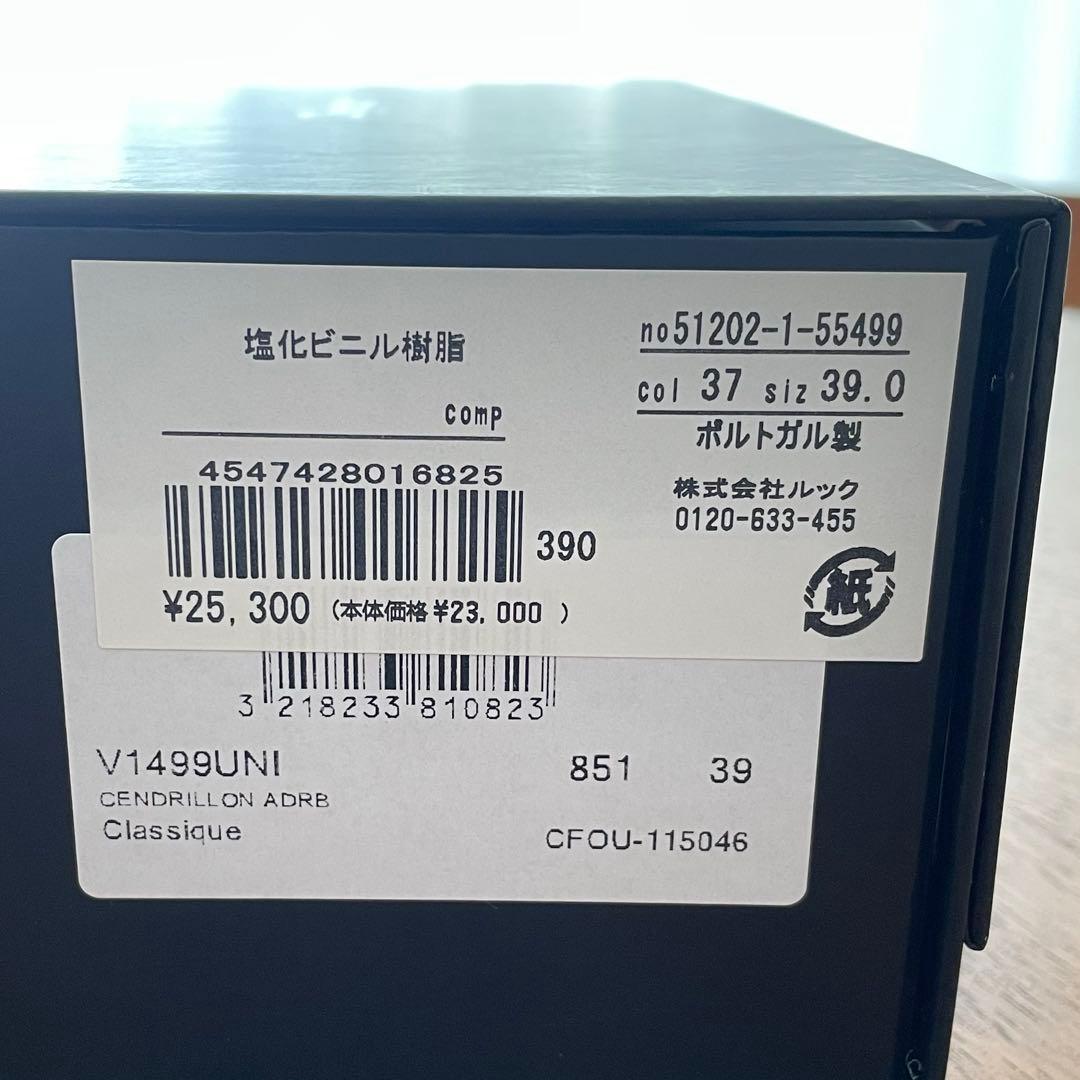 塩化ビニル樹脂
comp
4547428016825
390
¥25,300 (本体価格¥23,000 )
no51202-1-55499
col 37 siz 39.0
ポルトガル製
株式会社ルック
0120-633-455
紙
3 218233 810823
V1499UNI 851 39
CENDRILLON ADRB
Classique CFOU-115046